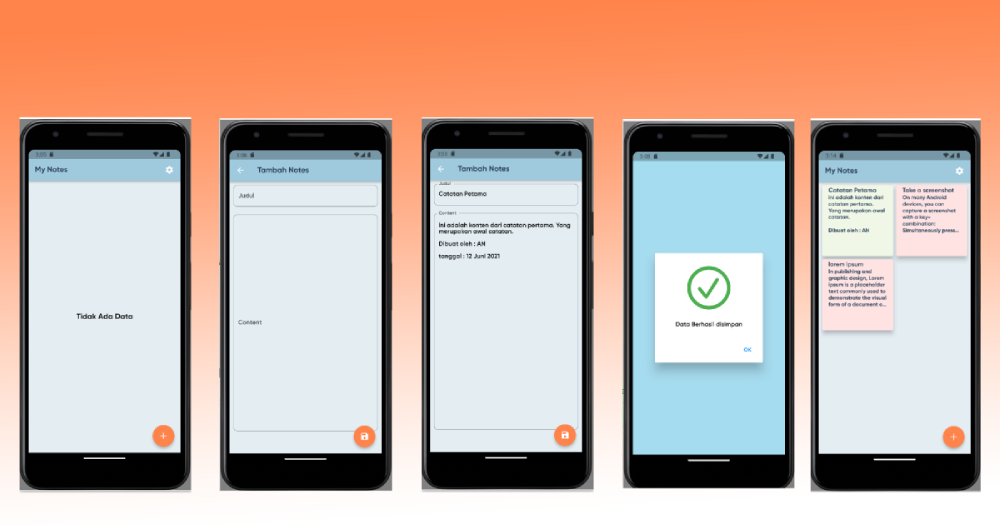 My Notes
Tidak Ada Data
Tambah Notes
Judul
Content
Tambah Notes
Judul
Catatan Pertama
Content
Ini adalah konten dari catatan pertama. Yang
merupakan awal catatan.
Dibuat oleh : AN
tanggal : 12 Juni 2021
Data Berhasil disimpan
OK
My Notes
Catatan Pertama
Ini adalah konten dari
catatan pertama.
Yang merupakan awal
catatan.
Dibuat oleh : AN
Take a screenshot
On many Android
devices, you can
capture a screenshot
with a key-
combination:
Simultaneously press...
lorem Ipsum
In publishing and
graphic design, Lorem
ipsum is a placeholder
text commonly used to
demonstrate the visual
form of a document o...